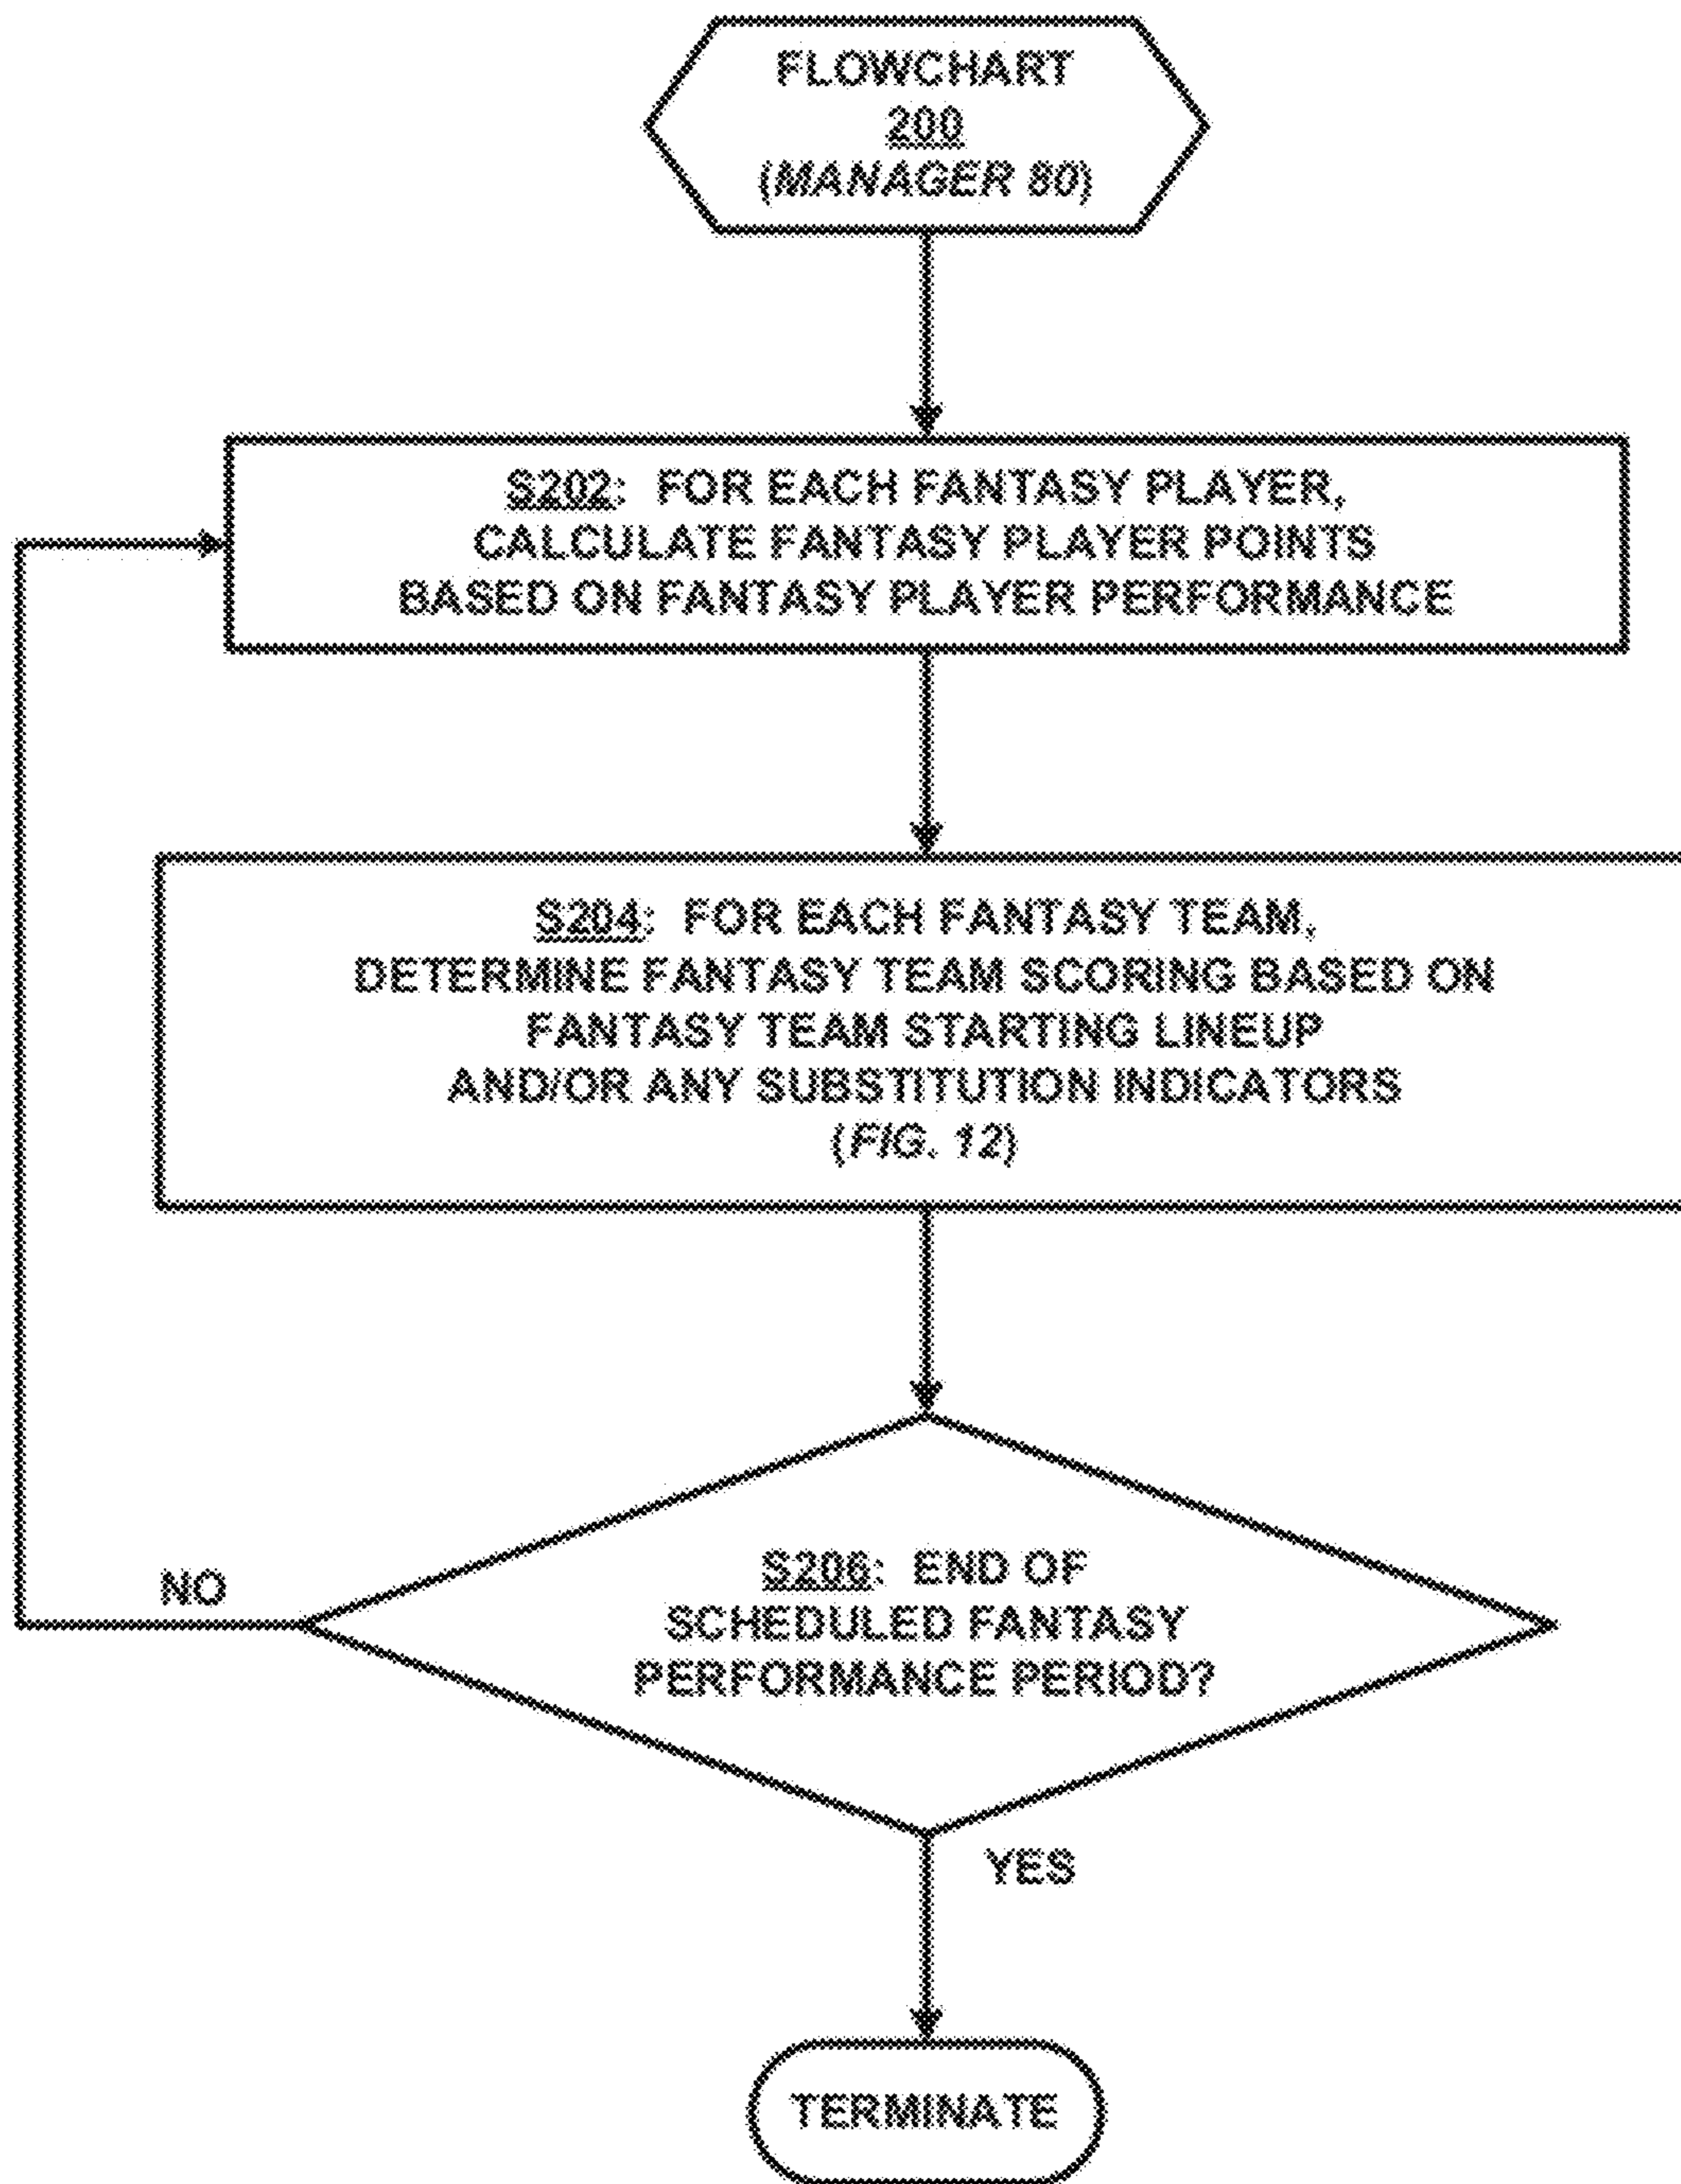 FLOWCHART
200
(MANAGER 80)
S202: FOR EACH FANTASY PLAYER,
CALCULATE FANTASY PLAYER POINTS
BASED ON FANTASY PLAYER PERFORMANCE
S204: FOR EACH FANTASY TEAM,
DETERMINE FANTASY TEAM SCORING BASED ON
FANTASY TEAM STARTING LINEUP
AND/OR ANY SUBSTITUTION INDICATORS
(FIG. 12)
NO
S206: END OF
SCHEDULED FANTASY
PERFORMANCE PERIOD?
YES
TERMINATE